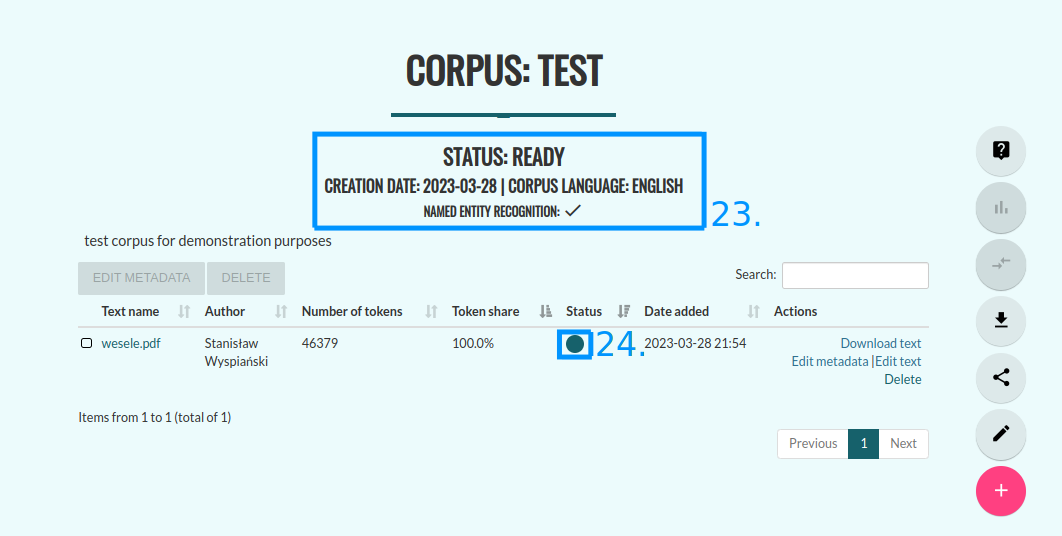 CORPUS: TEST
STATUS: READY
CREATION DATE: 2023-03-28 | CORPUS LANGUAGE: ENGLISH
NAMED ENTITY RECOGNITION:
23.
test corpus for demonstration purposes
EDIT METADATA DELETE Search:
Text name Author Number of tokens Token share Status Date added Actions
wesele.pdf Stanisław 46379 100.0% 24. 2023-03-28 21:54 Download text
Wyspiański Edit metadata |Edit text
Delete
Items from 1 to 1 (total of 1)
Previous 1 Next